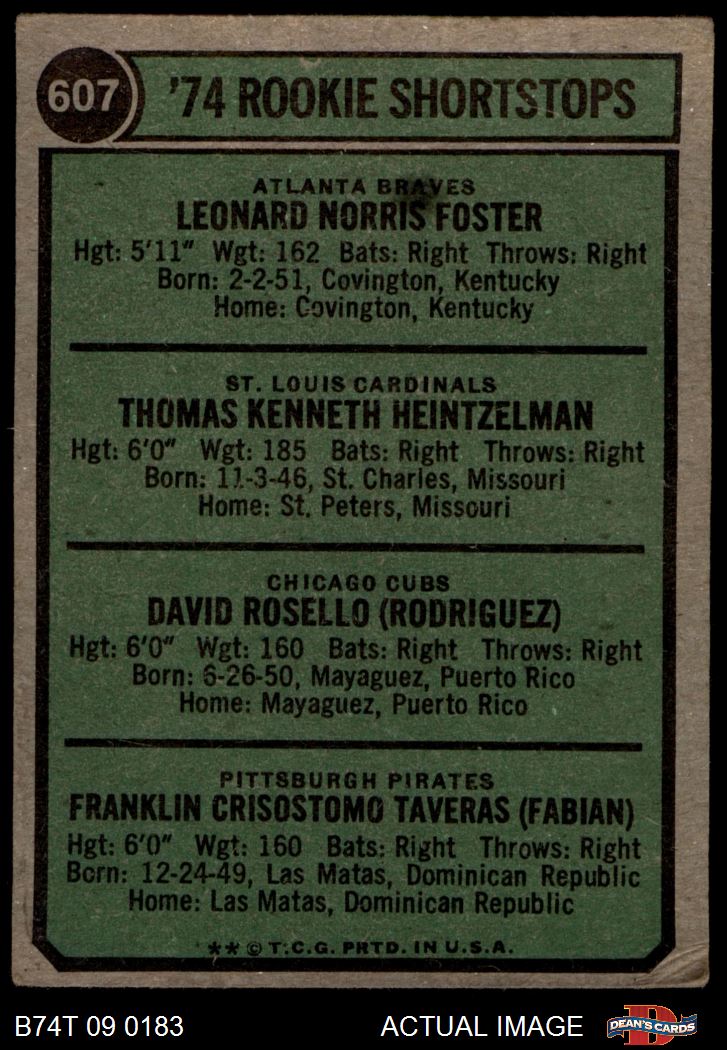 607
'74 ROOKIE SHORTSTOPS
ATLANTA BRAVES
LEONARD NORRIS FOSTER
Hgt: 5'11" Wgt: 162 Bats: Right Throws: Right
Born: 2-2-51, Covington, Kentucky
Home: Covington, Kentucky
ST. LOUIS CARDINALS
THOMAS KENNETH HEINTZELMAN
Hgt: 6'0" Wgt: 185 Bats: Right Throws: Right
Born: 11-3-46, St. Charles, Missouri
Home: St. Peters, Missouri
CHICAGO CUBS
DAVID ROSELLO (RODRIGUEZ)
Hgt: 6'0" Wgt: 160 Bats: Right Throws: Right
Born: 6-26-50, Mayaguez, Puerto Rico
Home: Mayaguez, Puerto Rico
PITTSBURGH PIRATES
FRANKLIN CRISOSTOMO TAVERAS (FABIAN)
Hgt: 6'0" Wgt: 160 Bats: Right Throws: Right
Born: 12-24-49, Las Matas, Dominican Republic
Home: Las Matas, Dominican Republic
** © T.C.G. PRTD. IN U.S.A.
B74T 09 0183 ACTUAL IMAGE D DEAN'S CARDS